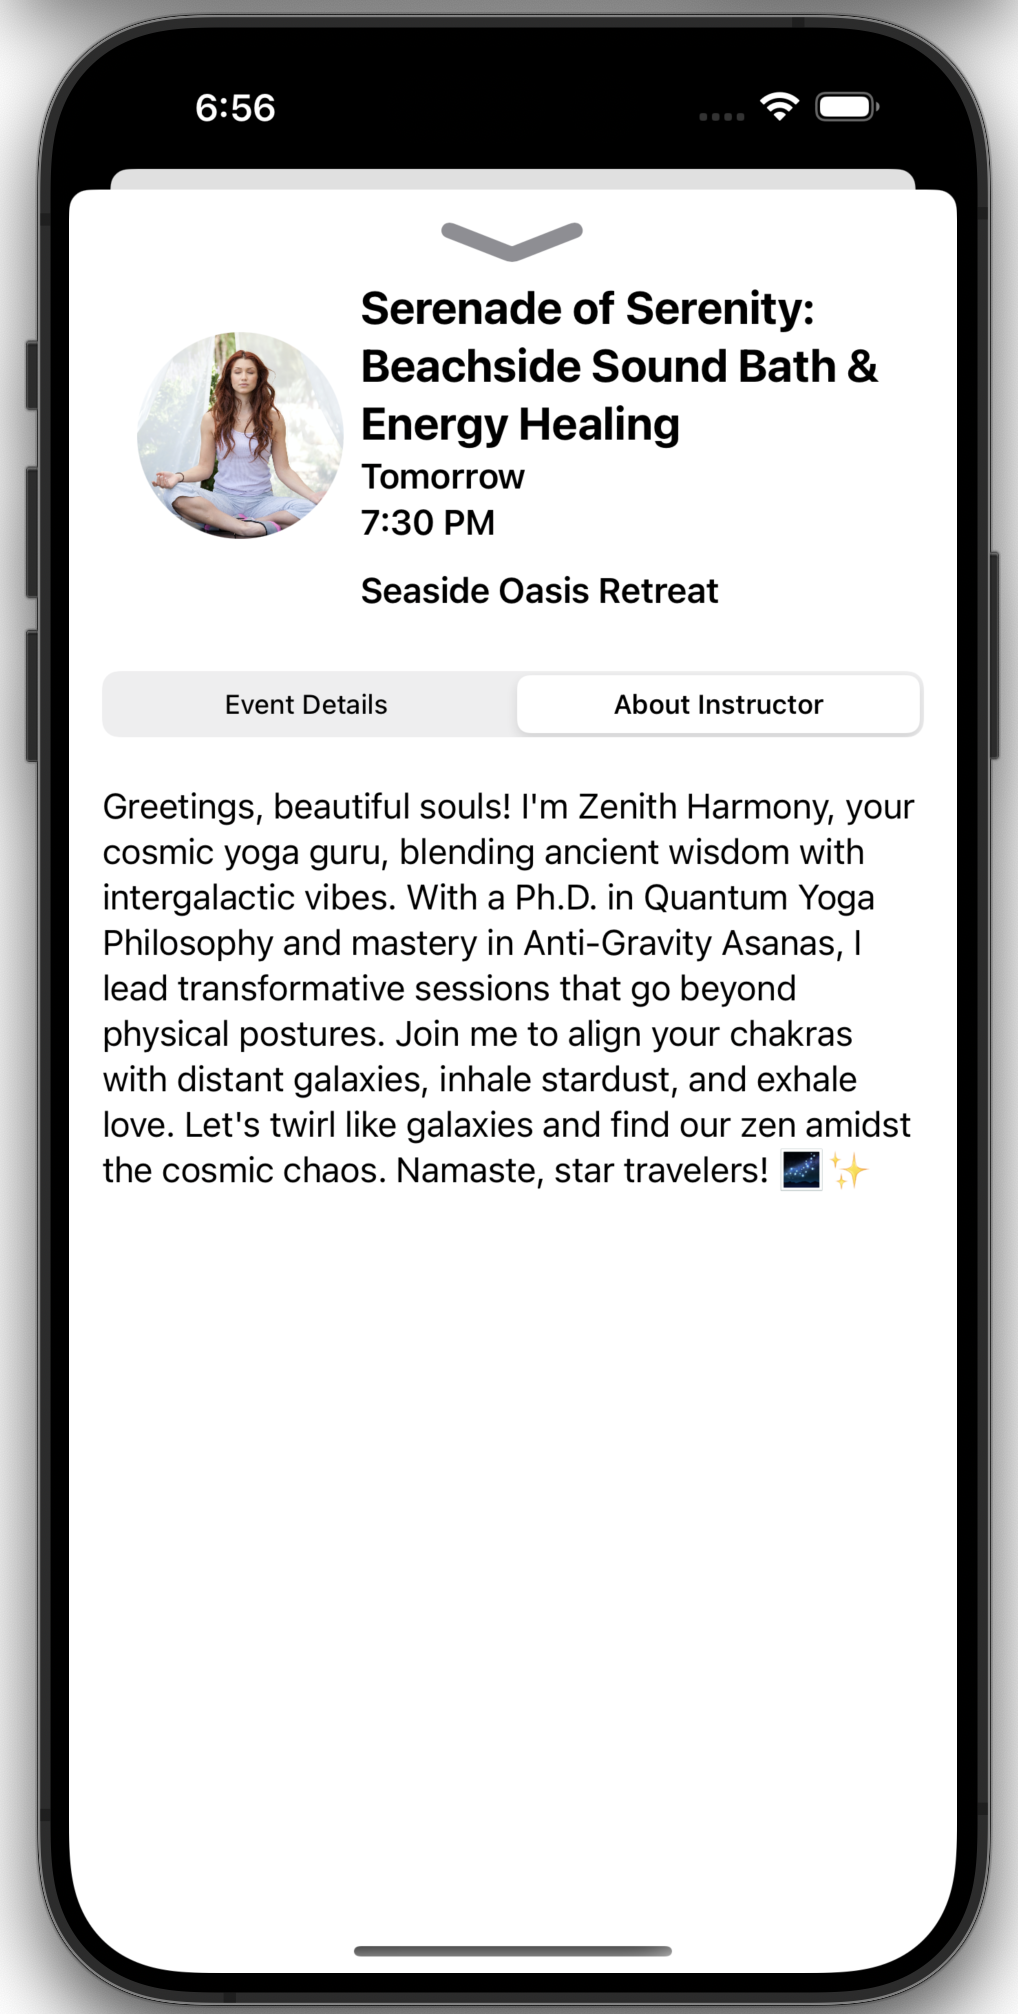 6:56
Serenade of Serenity:
Beachside Sound Bath &
Energy Healing
Tomorrow
7:30 PM
Seaside Oasis Retreat
Event Details
About Instructor
Greetings, beautiful souls! I'm Zenith Harmony, your
cosmic yoga guru, blending ancient wisdom with
intergalactic vibes. With a Ph.D. in Quantum Yoga
Philosophy and mastery in Anti-Gravity Asanas, I
lead transformative sessions that go beyond
physical postures. Join me to align your chakras
with distant galaxies, inhale stardust, and exhale
love. Let's twirl like galaxies and find our zen amidst
the cosmic chaos. Namaste, star travelers! 🌌✨